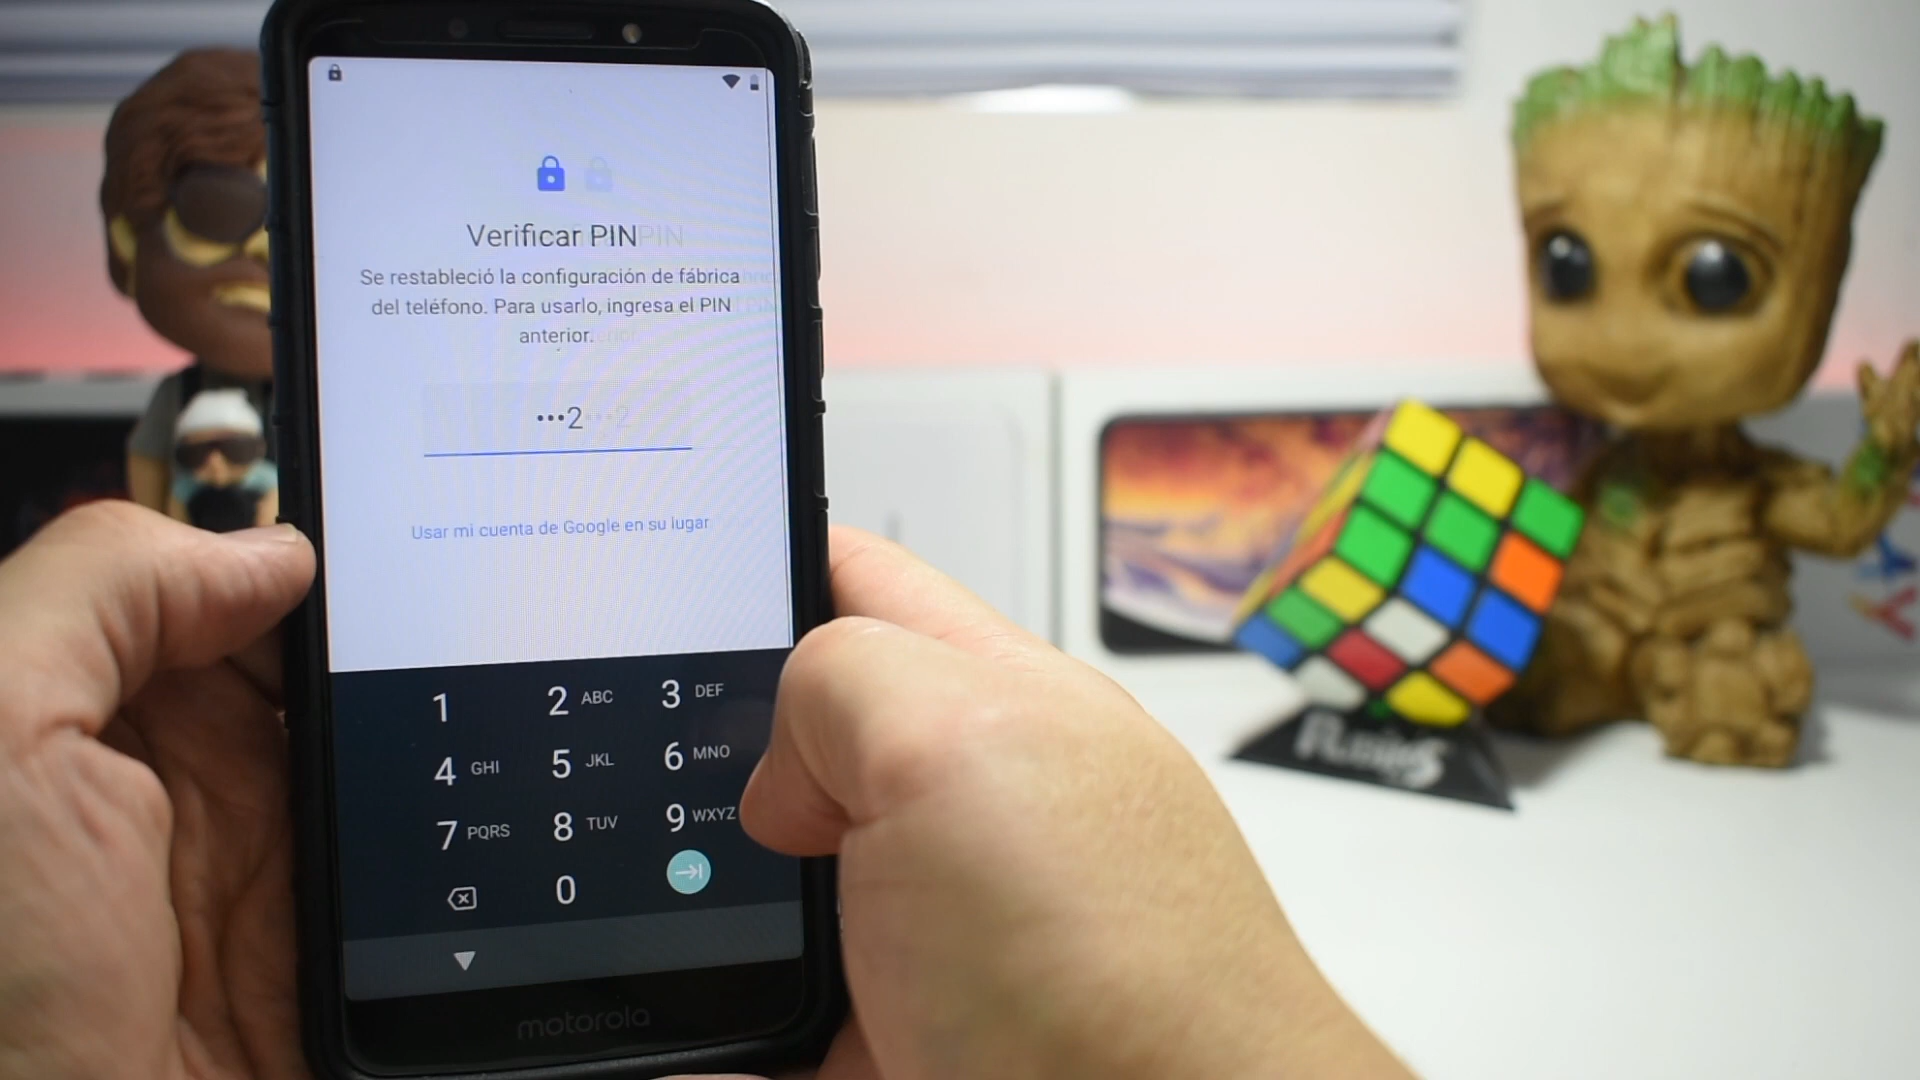 Verificar PIN
Se restableció la configuración de fábrica
del teléfono. Para usarlo, ingresa el PIN
anterior.
•••2
Usar mi cuenta de Google en su lugar
1
2 ABC
3 DEF
4 GHI
5 JKL
6 MNO
7 PQRS
8 TUV
9 WXYZ
0
motorola
Rubik's